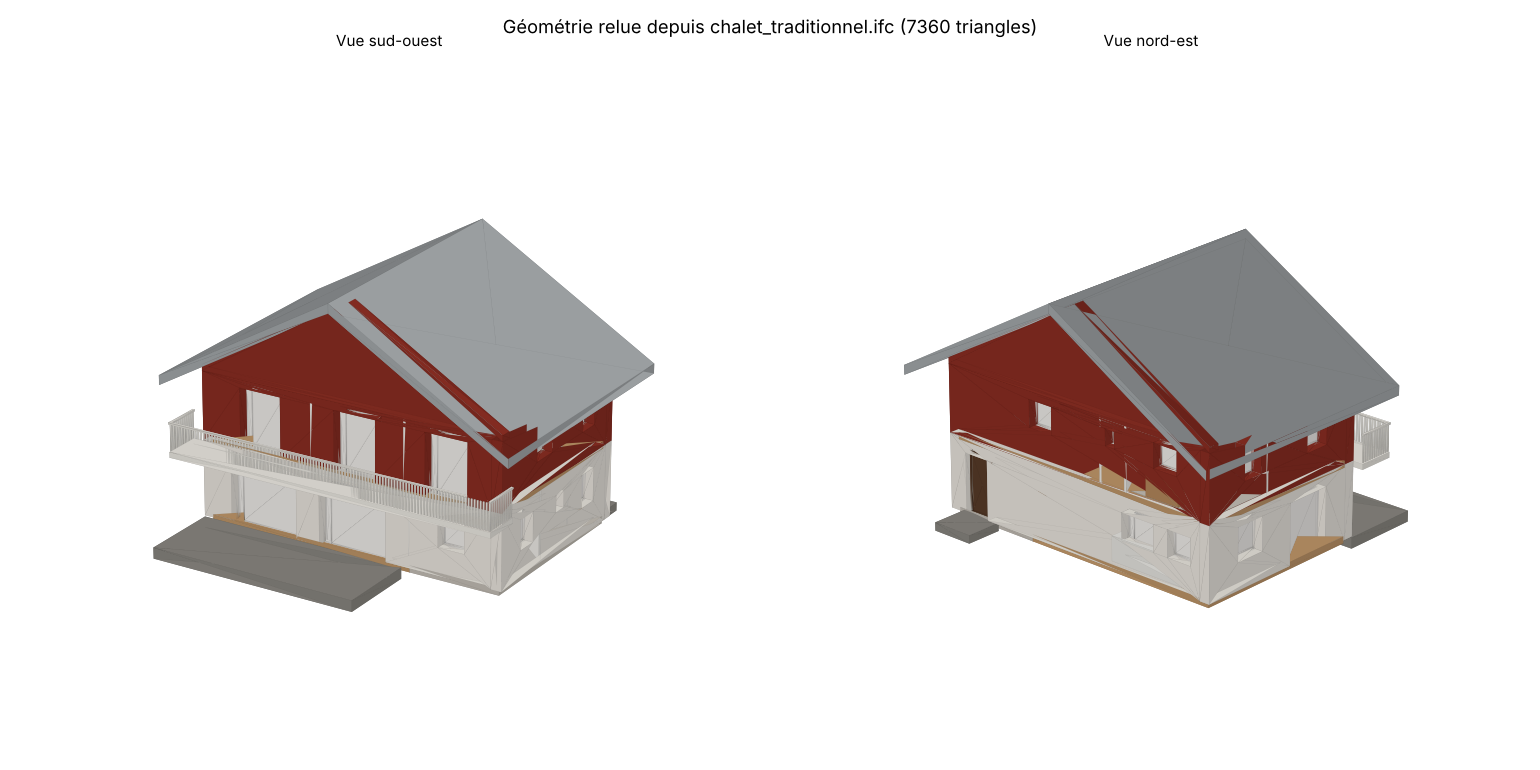 Géométrie relue depuis chalet_traditionnel.ifc (7360 triangles)
Vue sud-ouest
Vue nord-est